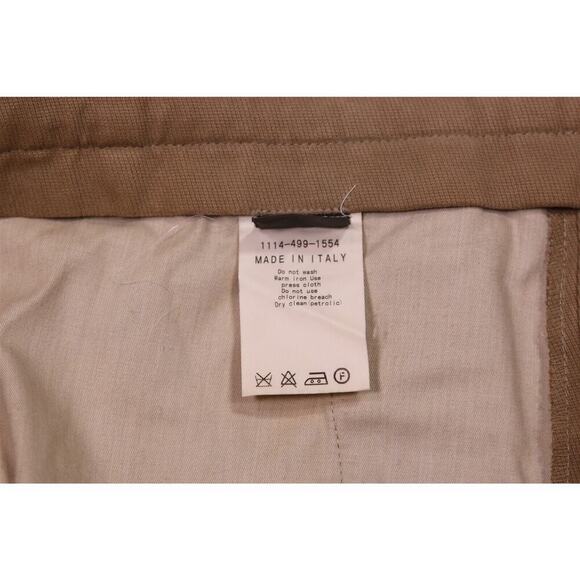 1114-499-1554
MADE IN ITALY
Do not wash
Warm iron Use
press cloth
Do not use
chlorine breach
Dry clean(petrolic)
F